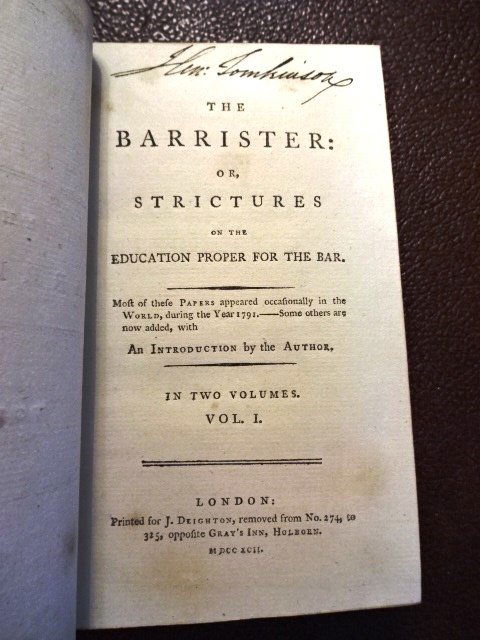 Hen: Tomkinson
THE
BARRISTER:
OR,
STRICTURES
ON THE
EDUCATION PROPER FOR THE BAR.
Moſt of theſe PAPERS appeared occaſionally in the
WORLD, during the Year 1791.——Some others are
now added, with
An INTRODUCTION by the AUTHOR.
IN TWO VOLUMES.
VOL. I.
LONDON:
Printed for J. DEIGHTON, removed from No. 274, to
325, oppoſite GRAY'S INN, HOLBORN.
M DCC XCII.